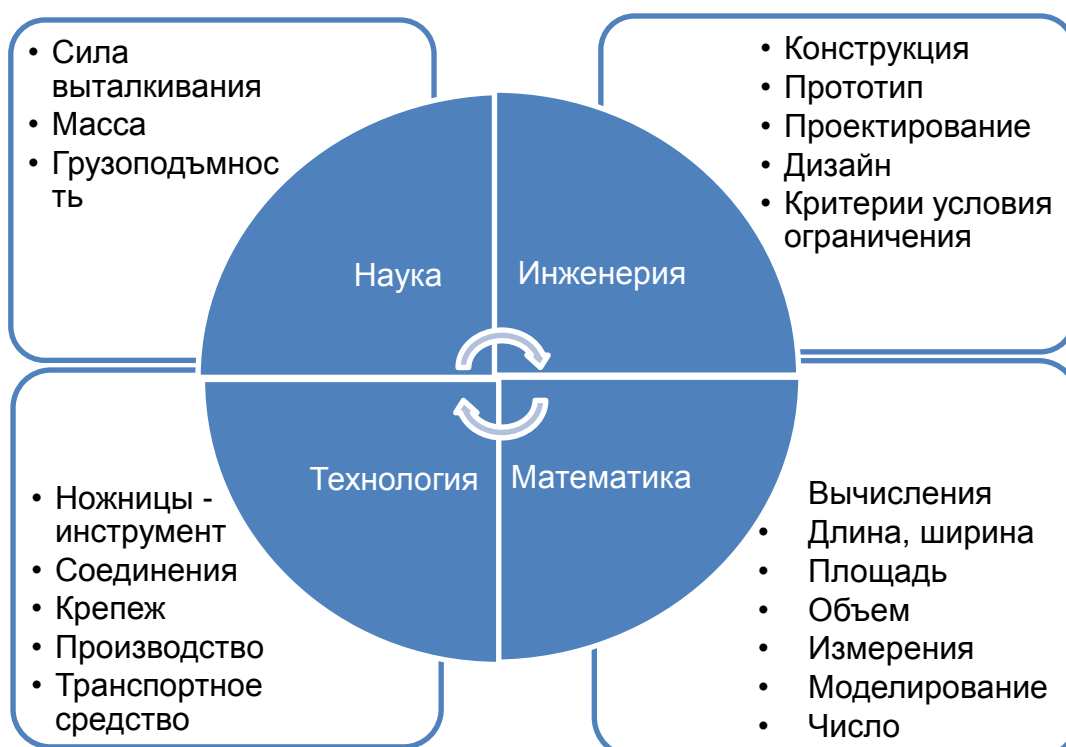 • Сила
выталкивания
• Масса
• Грузоподъмнос
ть
• Конструкция
• Прототип
• Проектирование
• Дизайн
• Критерии условия
ограничения
Наука
Инженерия
Технология
Математика
• Ножницы -
инструмент
• Соединения
• Крепеж
• Производство
• Транспортное
средство
Вычисления
• Длина, ширина
• Площадь
• Объем
• Измерения
• Моделирование
• Число